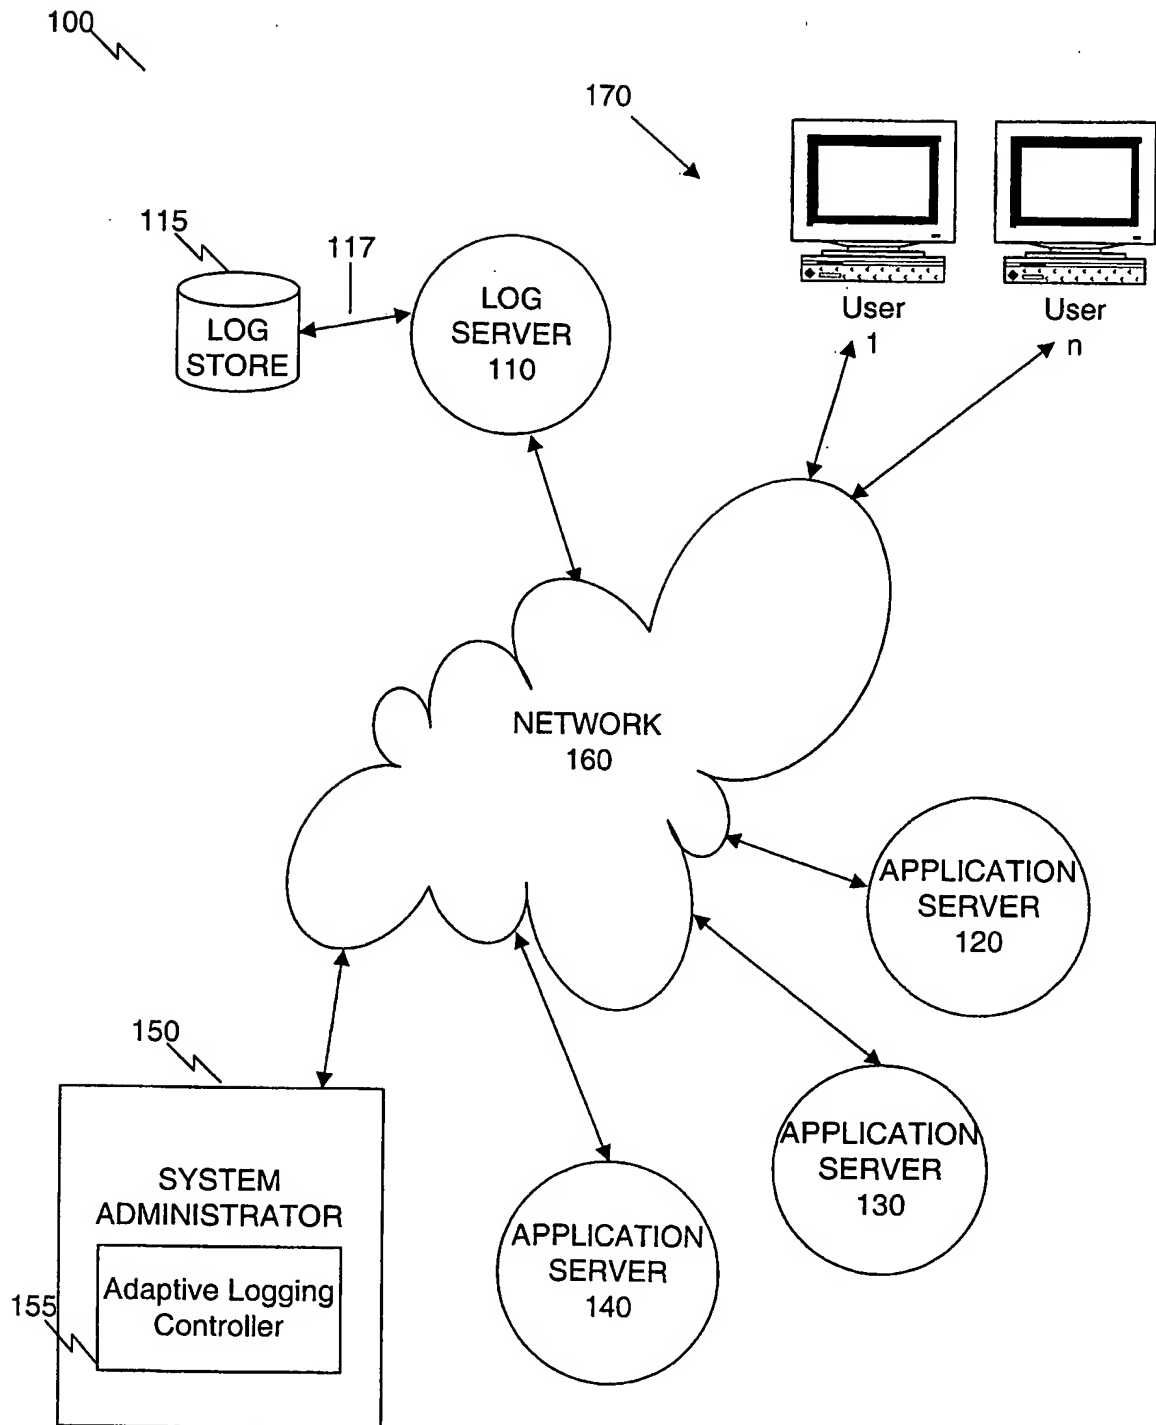 100
170
115
117
LOG
STORE
LOG
SERVER
110
User
1
User
n
NETWORK
160
APPLICATION
SERVER
120
150
APPLICATION
SERVER
130
SYSTEM
ADMINISTRATOR
APPLICATION
SERVER
140
155
Adaptive Logging
Controller